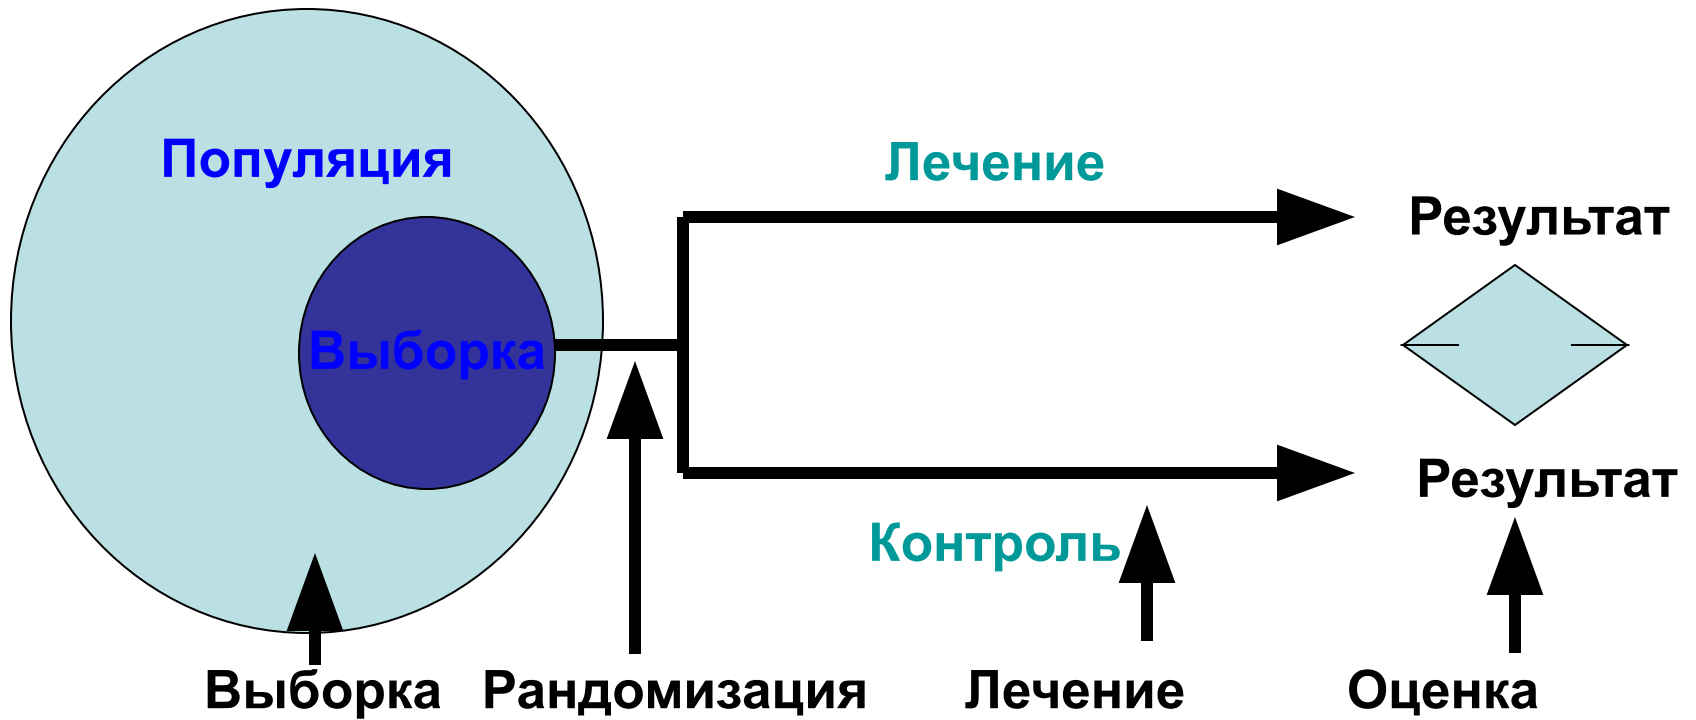 Популяция
Выборка
Лечение
Контроль
Результат
Результат
Выборка
Рандомизация
Лечение
Оценка